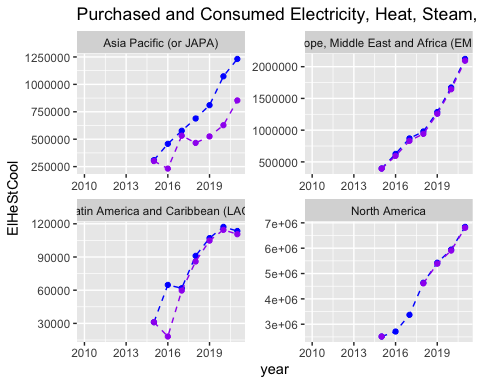 Purchased and Consumed Electricity, Heat, Steam,
Asia Pacific (or JAPA)
ope, Middle East and Africa (EM
1250000
1000000
750000
500000
250000
2000000
1500000
1000000
500000
2010 2013 2016 2019
2010 2013 2016 2019
atin America and Caribbean (LAC
North America
120000
90000
60000
30000
7e+06
6e+06
5e+06
4e+06
3e+06
2010 2013 2016 2019
2010 2013 2016 2019
ElHeStCool
year